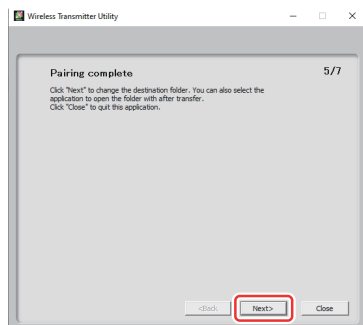 Wireless Transmitter Utility
Pairing complete
5/7
Click "Next" to change the destination folder. You can also select the
application to open the folder with after transfer.
Click "Close" to quit this application.
<Back
Next>
Close